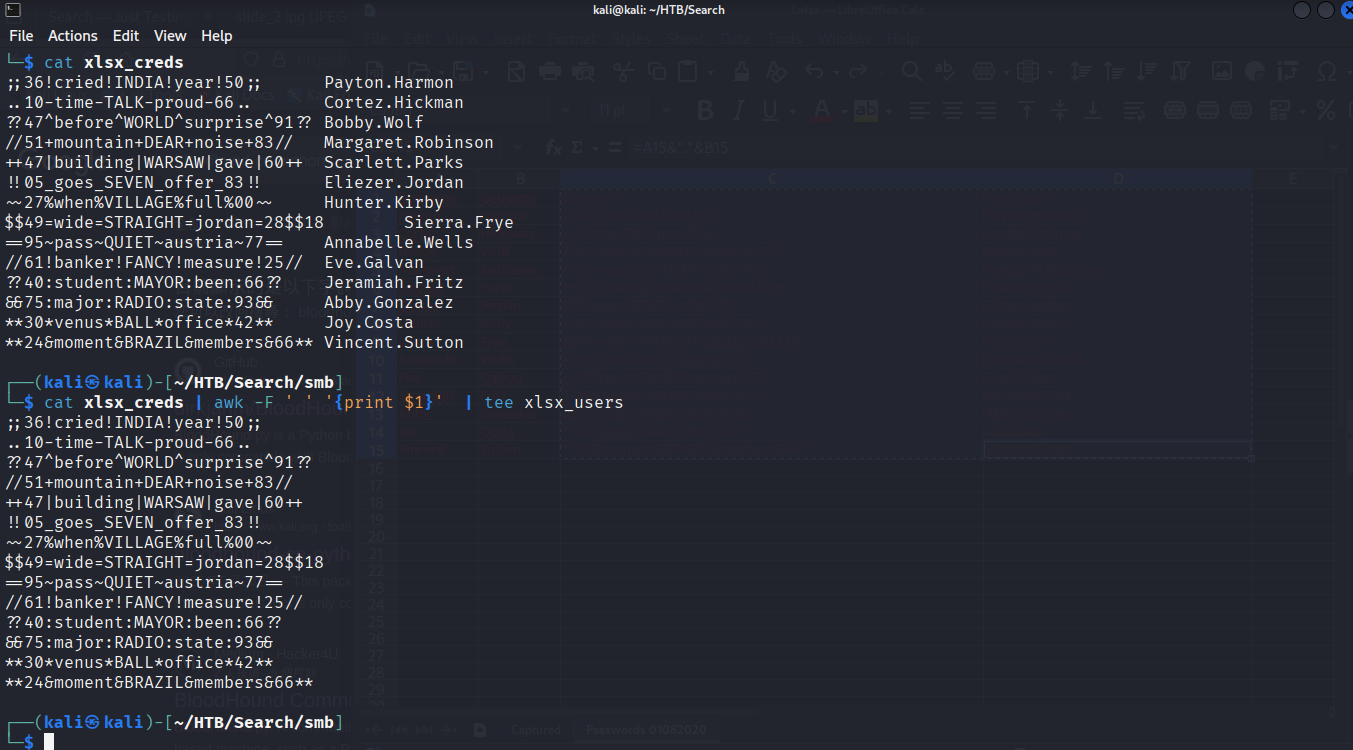 kali@kali: ~/HTB/Search
File Actions Edit View Help
└─$ cat xlsx_creds
;;36!cried!INDIA!year!50;; Payton.Harmon
..10-time-TALK-proud-66.. Cortez.Hickman
??47^before^WORLD^surprise^91?? Bobby.Wolf
//51+mountain+DEAR+noise+83// Margaret.Robinson
++47|building|WARSAW|gave|60++ Scarlett.Parks
!!05_goes_SEVEN_offer_83!! Eliezer.Jordan
~~27%when%VILLAGE%full%00~~ Hunter.Kirby
$$49=wide=STRAIGHT=jordan=28$$18 Sierra.Frye
==95~pass~QUIET~austria~77== Annabelle.Wells
//61!banker!FANCY!measure!25// Eve.Galvan
??40:student:MAYOR:been:66?? Jeramiah.Fritz
&&75:major:RADIO:state:93&& Abby.Gonzalez
**30*venus*BALL*office*42** Joy.Costa
**24&moment&BRAZIL&members&66** Vincent.Sutton
┌──(kali㉿kali)-[~/HTB/Search/smb]
└─$ cat xlsx_creds | awk -F ' ' '{print $1}' | tee xlsx_users
;;36!cried!INDIA!year!50;;
..10-time-TALK-proud-66..
??47^before^WORLD^surprise^91??
//51+mountain+DEAR+noise+83//
++47|building|WARSAW|gave|60++
!!05_goes_SEVEN_offer_83!!
~~27%when%VILLAGE%full%00~~
$$49=wide=STRAIGHT=jordan=28$$18
==95~pass~QUIET~austria~77==
//61!banker!FANCY!measure!25//
??40:student:MAYOR:been:66??
&&75:major:RADIO:state:93&&
**30*venus*BALL*office*42**
**24&moment&BRAZIL&members&66**
┌──(kali㉿kali)-[~/HTB/Search/smb]
└─$